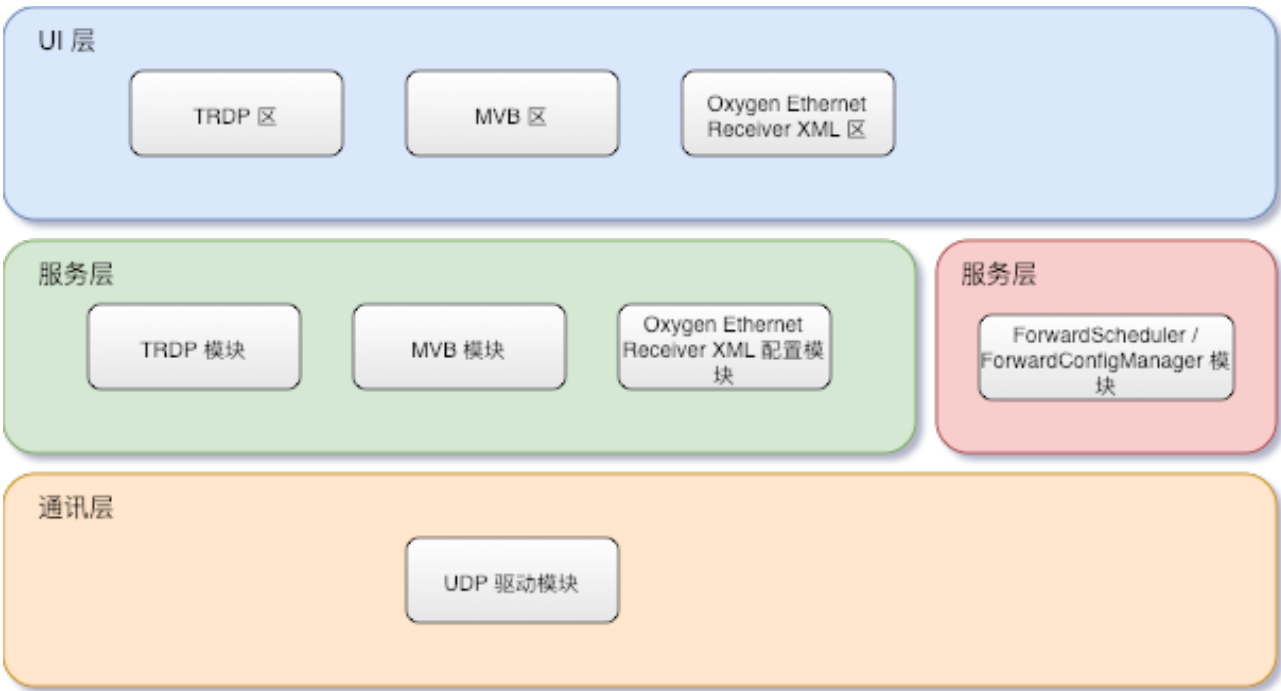 UI 层
TRDP 区
MVB 区
Oxygen Ethernet
Receiver XML 区
服务层
TRDP 模块
MVB 模块
Oxygen Ethernet
Receiver XML 配置模
块
服务层
ForwardScheduler /
ForwardConfigManager 模
块
通讯层
UDP 驱动模块